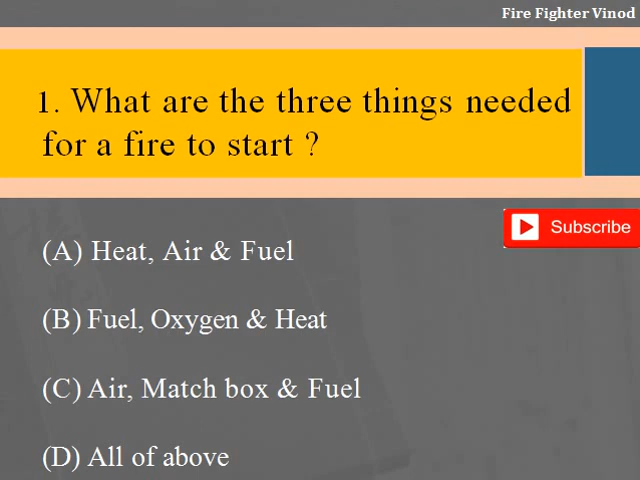 Fire Fighter Vinod
1. What are the three things needed
for a fire to start ?
(A) Heat, Air & Fuel
Subscribe
(B) Fuel, Oxygen & Heat
(C) Air, Match box & Fuel
(D) All of above